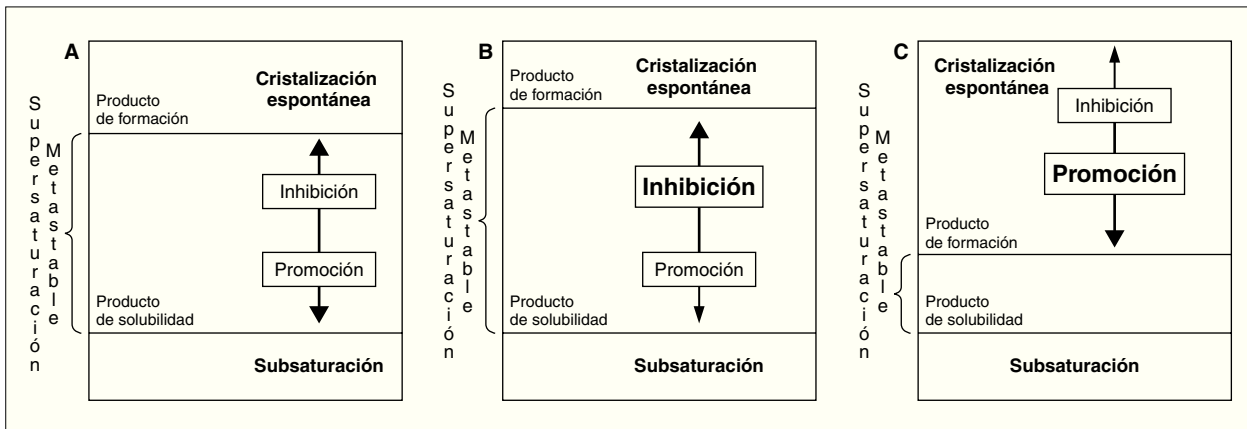 A
Supersaturación
Metastable
Cristalización
espontánea
Producto
de formación
Inhibición
Promoción
Producto
de solubilidad
Subsaturación
B
Supersaturación
Metastable
Cristalización
espontánea
Producto
de formación
Inhibición
Promoción
Producto
de solubilidad
Subsaturación
C
Supersaturación
Metastable
Cristalización
espontánea
Inhibición
Promoción
Producto
de formación
Producto
de solubilidad
Subsaturación